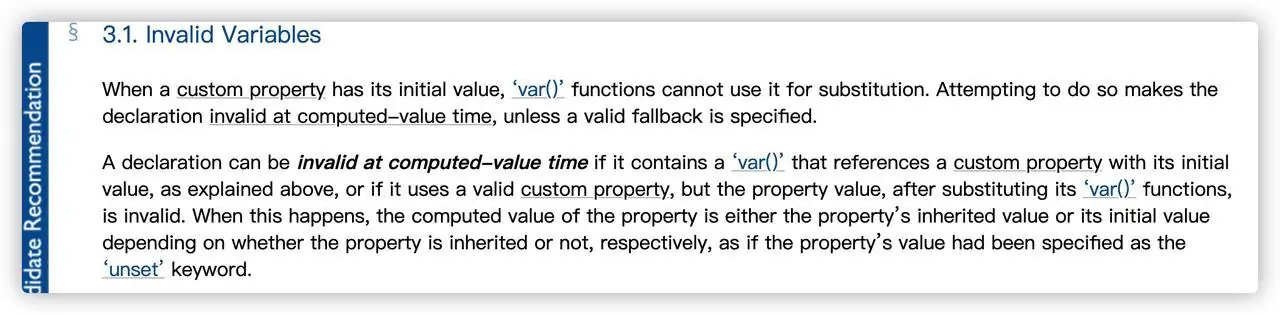 § 3.1. Invalid Variables
When a custom property has its initial value, ‘var()’ functions cannot use it for substitution. Attempting to do so makes the
declaration invalid at computed–value time, unless a valid fallback is specified.
A declaration can be invalid at computed–value time if it contains a ‘var()’ that references a custom property with its initial
value, as explained above, or if it uses a valid custom property, but the property value, after substituting its ‘var()’ functions,
is invalid. When this happens, the computed value of the property is either the property’s inherited value or its initial value
depending on whether the property is inherited or not, respectively, as if the property’s value had been specified as the
‘unset’ keyword.
didate Recommendation